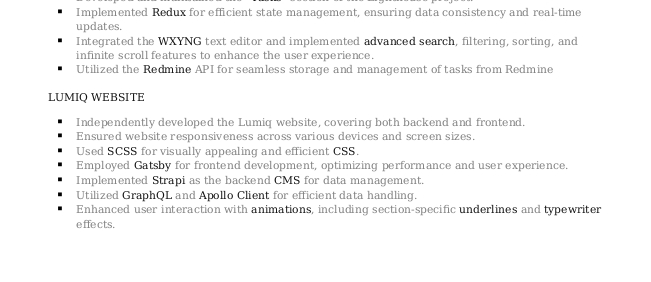 Implemented Redux for efficient state management, ensuring data consistency and real-time
updates.
Integrated the WXYNG text editor and implemented advanced search, filtering, sorting, and
infinite scroll features to enhance the user experience.
Utilized the Redmine API for seamless storage and management of tasks from Redmine
LUMIQ WEBSITE
Independently developed the Lumiq website, covering both backend and frontend.
Ensured website responsiveness across various devices and screen sizes.
Used SCSS for visually appealing and efficient CSS.
Employed Gatsby for frontend development, optimizing performance and user experience.
Implemented Strapi as the backend CMS for data management.
Utilized GraphQL and Apollo Client for efficient data handling.
Enhanced user interaction with animations, including section-specific underlines and typewriter
effects.